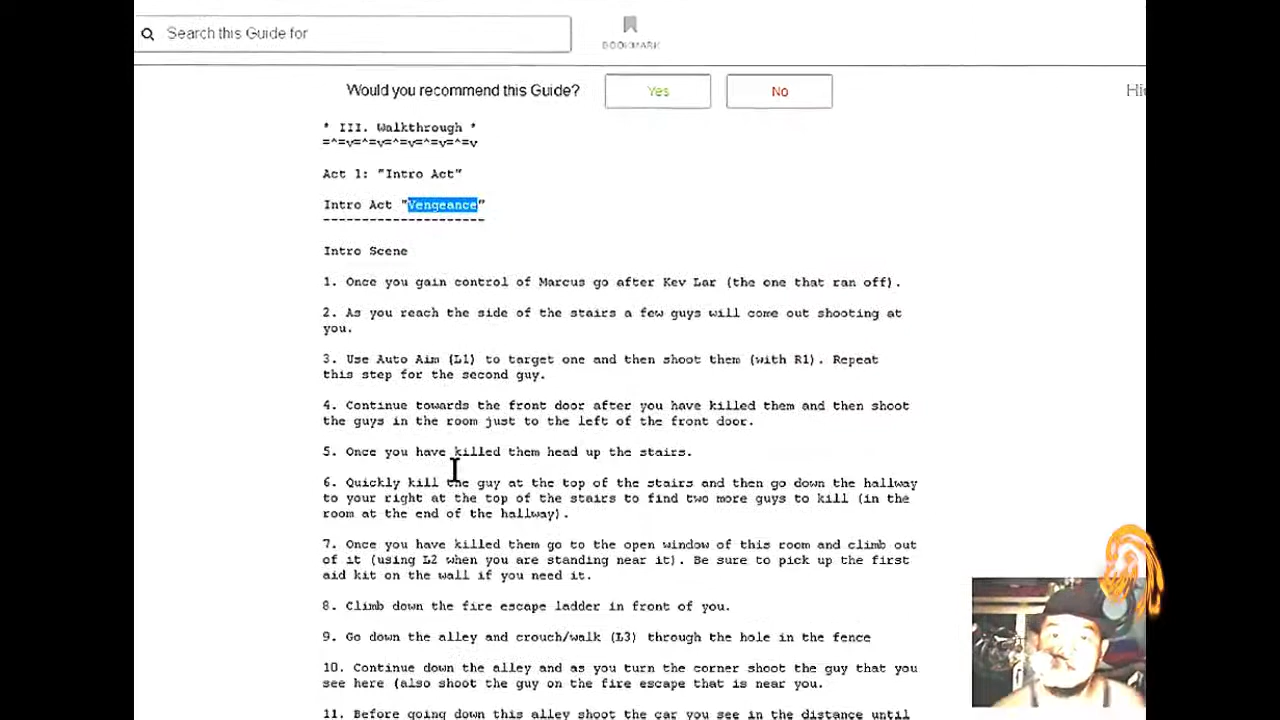 Search this Guide for
BOOKMARK
Would you recommend this Guide?
Yes
No
* III. Walkthrough *
=^=v=^=v=^=v=^=v=^=v
Act 1: "Intro Act"
Intro Act "Vengeance"
---------------------
Intro Scene
1. Once you gain control of Marcus go after Kev Lar (the one that ran off).
2. As you reach the side of the stairs a few guys will come out shooting at
you.
3. Use Auto Aim (L1) to target one and then shoot them (with R1). Repeat
this step for the second guy.
4. Continue towards the front door after you have killed them and then shoot
the guys in the room just to the left of the front door.
5. Once you have killed them head up the stairs.
6. Quickly kill the guy at the top of the stairs and then go down the hallway
to your right at the top of the stairs to find two more guys to kill (in the
room at the end of the hallway).
7. Once you have killed them go to the open window of this room and climb out
of it (using L2 when you are standing near it). Be sure to pick up the first
aid kit on the wall if you need it.
8. Climb down the fire escape ladder in front of you.
9. Go down the alley and crouch/walk (L3) through the hole in the fence
10. Continue down the alley and as you turn the corner shoot the guy that you
see here (also shoot the guy on the fire escape that is near you.
11. Before going down this alley shoot the car you see in the distance until